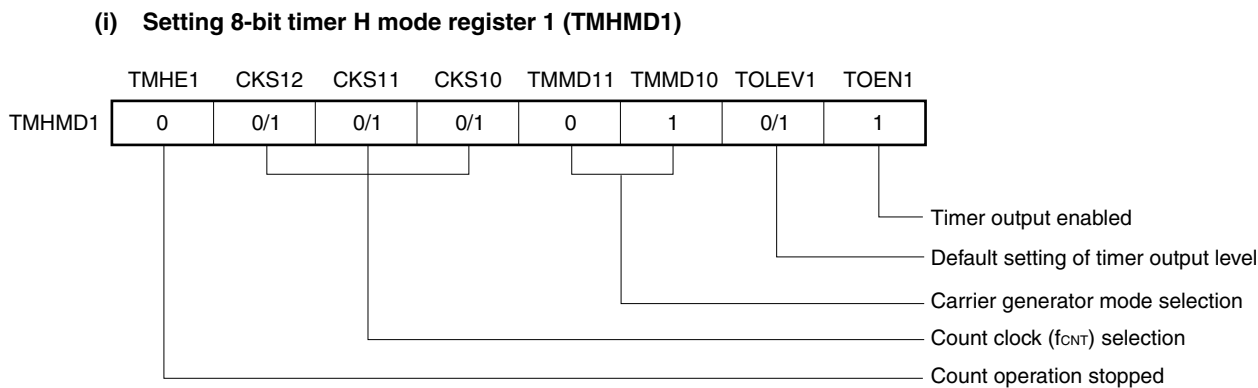 (i) Setting 8-bit timer H mode register 1 (TMHMD1)
TMHE1 CKS12 CKS11 CKS10 TMMD11 TMMD10 TOLEV1 TOEN1
TMHMD1 0 0/1 0/1 0/1 0 1 0/1 1
Timer output enabled
Default setting of timer output level
Carrier generator mode selection
Count clock (fCNT) selection
Count operation stopped